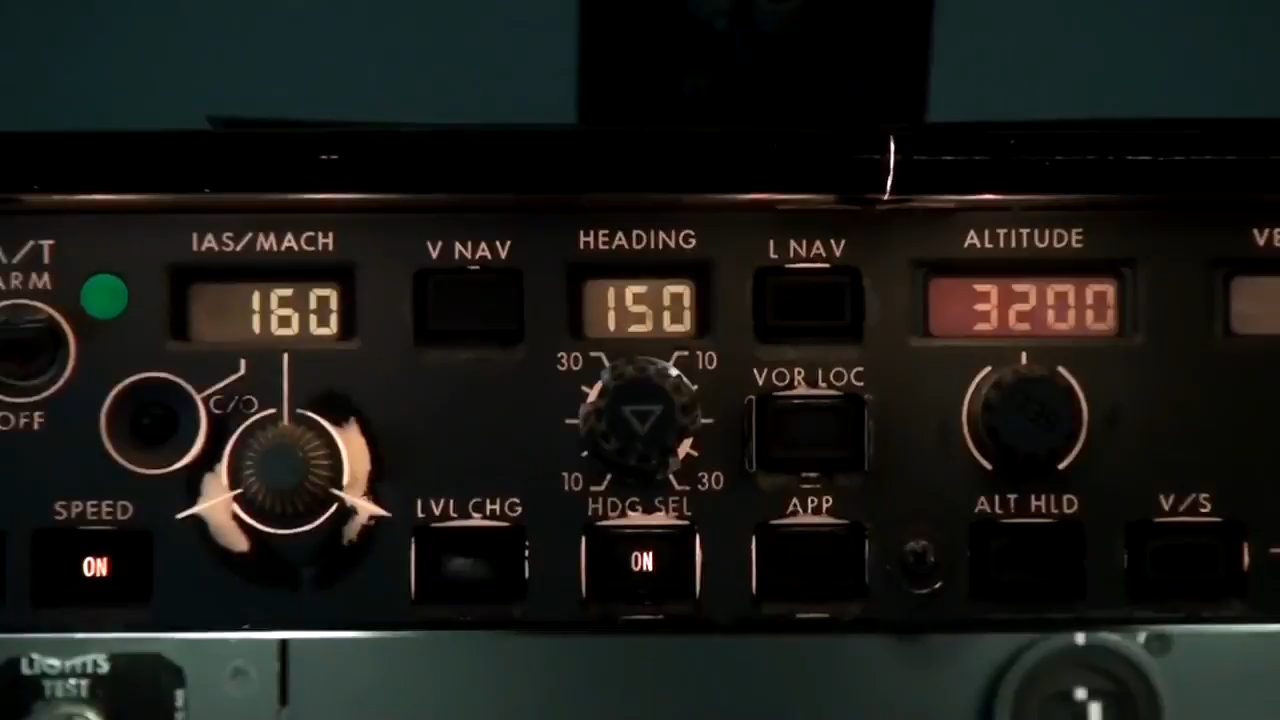 A/T
ARM
OFF
IAS/MACH
160
C/O
V NAV
HEADING
150
30
10
10
30
L NAV
VOR LOC
ALTITUDE
3200
SPEED
ON
LVL CHG
HDG SEL
ON
APP
ALT HLD
V/S
LIGHTS
TEST